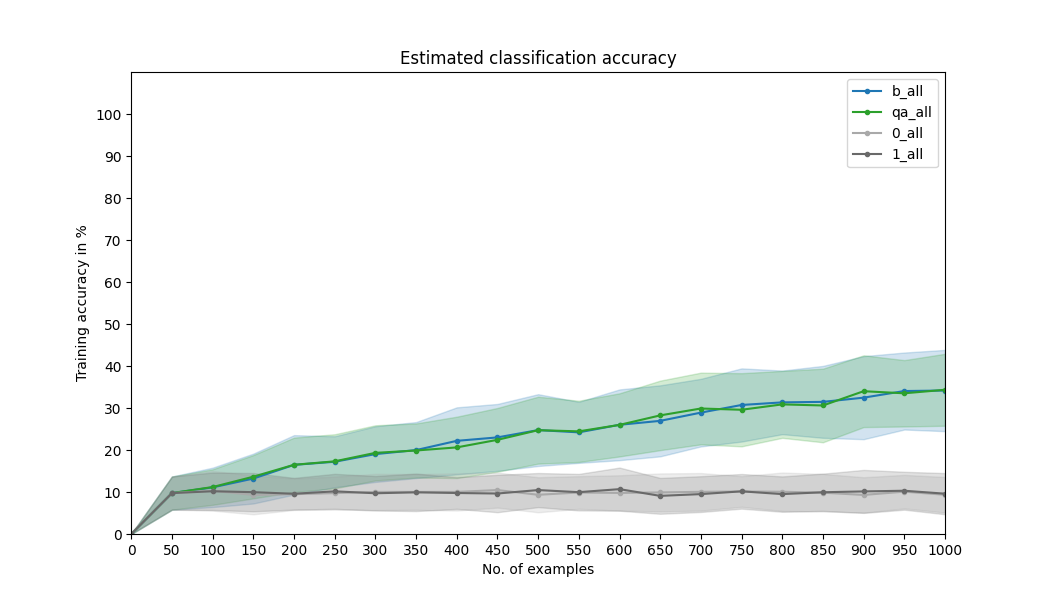 Estimated classification accuracy
b_all
qa_all
0_all
1_all
Training accuracy in %
100
90
80
70
60
50
40
30
20
10
0
0 50 100 150 200 250 300 350 400 450 500 550 600 650 700 750 800 850 900 950 1000
No. of examples